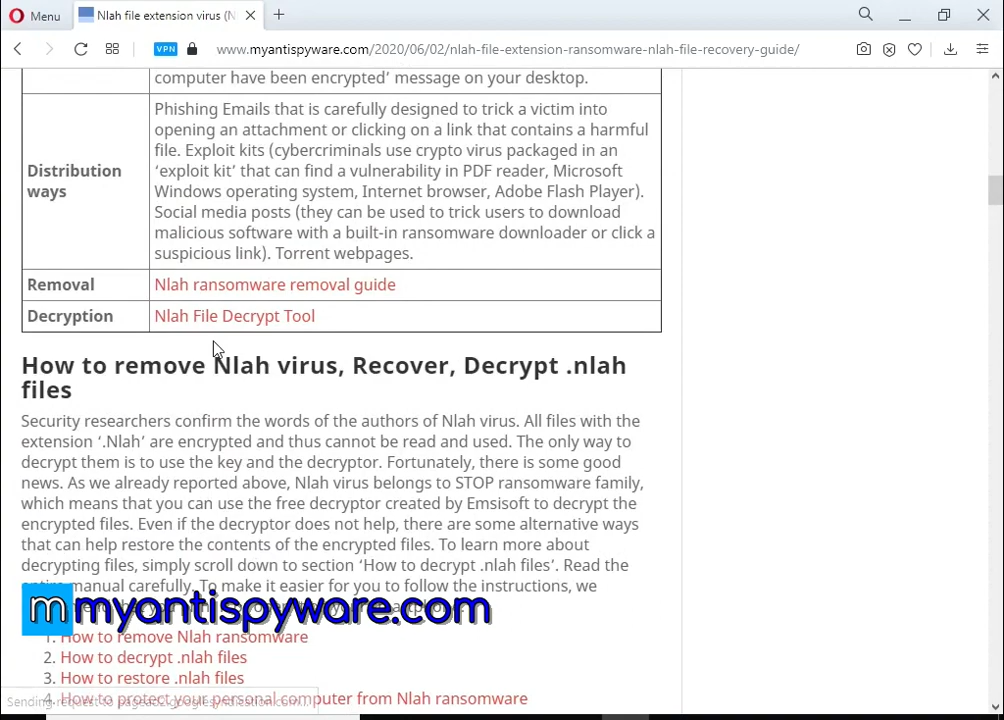 Menu
Nlah file extension virus (N
VPN
www.myantispyware.com/2020/06/02/nlah-file-extension-ransomware-nlah-file-recovery-guide/
computer have been encrypted’ message on your desktop.
Distribution ways
Phishing Emails that is carefully designed to trick a victim into
opening an attachment or clicking on a link that contains a harmful
file. Exploit kits (cybercriminals use crypto virus packaged in an
‘exploit kit’ that can find a vulnerability in PDF reader, Microsoft
Windows operating system, Internet browser, Adobe Flash Player).
Social media posts (they can be used to trick users to download
malicious software with a built-in ransomware downloader or click a
suspicious link). Torrent webpages.
Removal
Nlah ransomware removal guide
Decryption
Nlah File Decrypt Tool
How to remove Nlah virus, Recover, Decrypt .nlah
files
Security researchers confirm the words of the authors of Nlah virus. All files with the
extension ‘.Nlah’ are encrypted and thus cannot be read and used. The only way to
decrypt them is to use the key and the decryptor. Fortunately, there is some good
news. As we already reported above, Nlah virus belongs to STOP ransomware family,
which means that you can use the free decryptor created by Emsisoft to decrypt the
encrypted files. Even if the decryptor does not help, there are some alternative ways
that can help restore the contents of the encrypted files. To learn more about
decrypting files, simply scroll down to section ‘How to decrypt .nlah files’. Read the
manual carefully. To make it easier for you to follow the instructions, we
m myantispyware.com
1. How to remove Nlah ransomware
2. How to decrypt .nlah files
3. How to restore .nlah files
4. How to protect your personal computer from Nlah ransomware
Sending request to pagead2.googlesyndication.com...